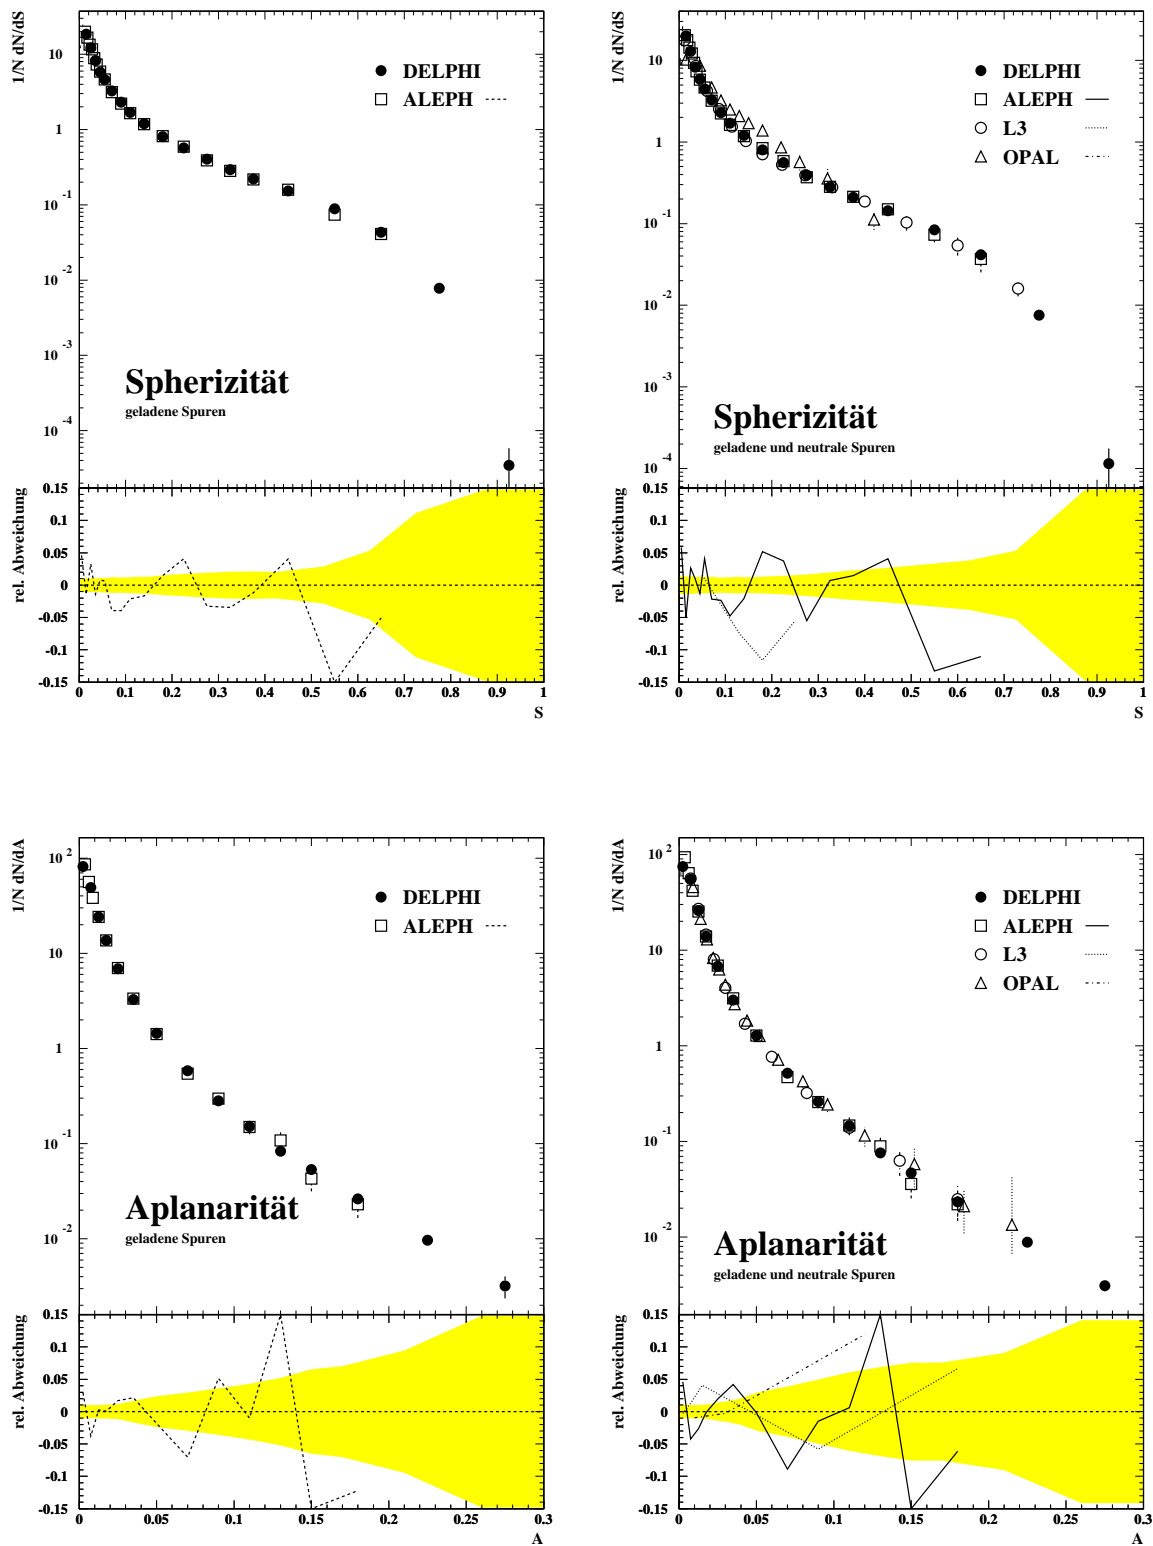 1/N dN/dS
10
1
10 -1
10 -2
10 -3
10 -4
DELPHI
ALEPH
Spherizität
geladene Spuren
rel. Abweichung
0.15
0.1
0.05
0
-0.05
-0.1
-0.15
0 0.1 0.2 0.3 0.4 0.5 0.6 0.7 0.8 0.9 1
S
1/N dN/dS
10
1
10 -1
10 -2
10 -3
10 -4
DELPHI
ALEPH
L3
OPAL
Spherizität
geladene und neutrale Spuren
rel. Abweichung
0.15
0.1
0.05
0
-0.05
-0.1
-0.15
0 0.1 0.2 0.3 0.4 0.5 0.6 0.7 0.8 0.9 1
S
1/N dN/dA
10 2
10
1
10 -1
10 -2
DELPHI
ALEPH
Aplanarität
geladene Spuren
rel. Abweichung
0.15
0.1
0.05
0
-0.05
-0.1
-0.15
0 0.05 0.1 0.15 0.2 0.25 0.3
A
1/N dN/dA
10 2
10
1
10 -1
10 -2
DELPHI
ALEPH
L3
OPAL
Aplanarität
geladene und neutrale Spuren
rel. Abweichung
0.15
0.1
0.05
0
-0.05
-0.1
-0.15
0 0.05 0.1 0.15 0.2 0.25 0.3
A